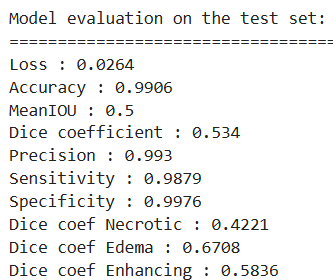 Model evaluation on the test set:
==================================
Loss : 0.0264
Accuracy : 0.9906
MeanIOU : 0.5
Dice coefficient : 0.534
Precision : 0.993
Sensitivity : 0.9879
Specificity : 0.9976
Dice coef Necrotic : 0.4221
Dice coef Edema : 0.6708
Dice coef Enhancing : 0.5836